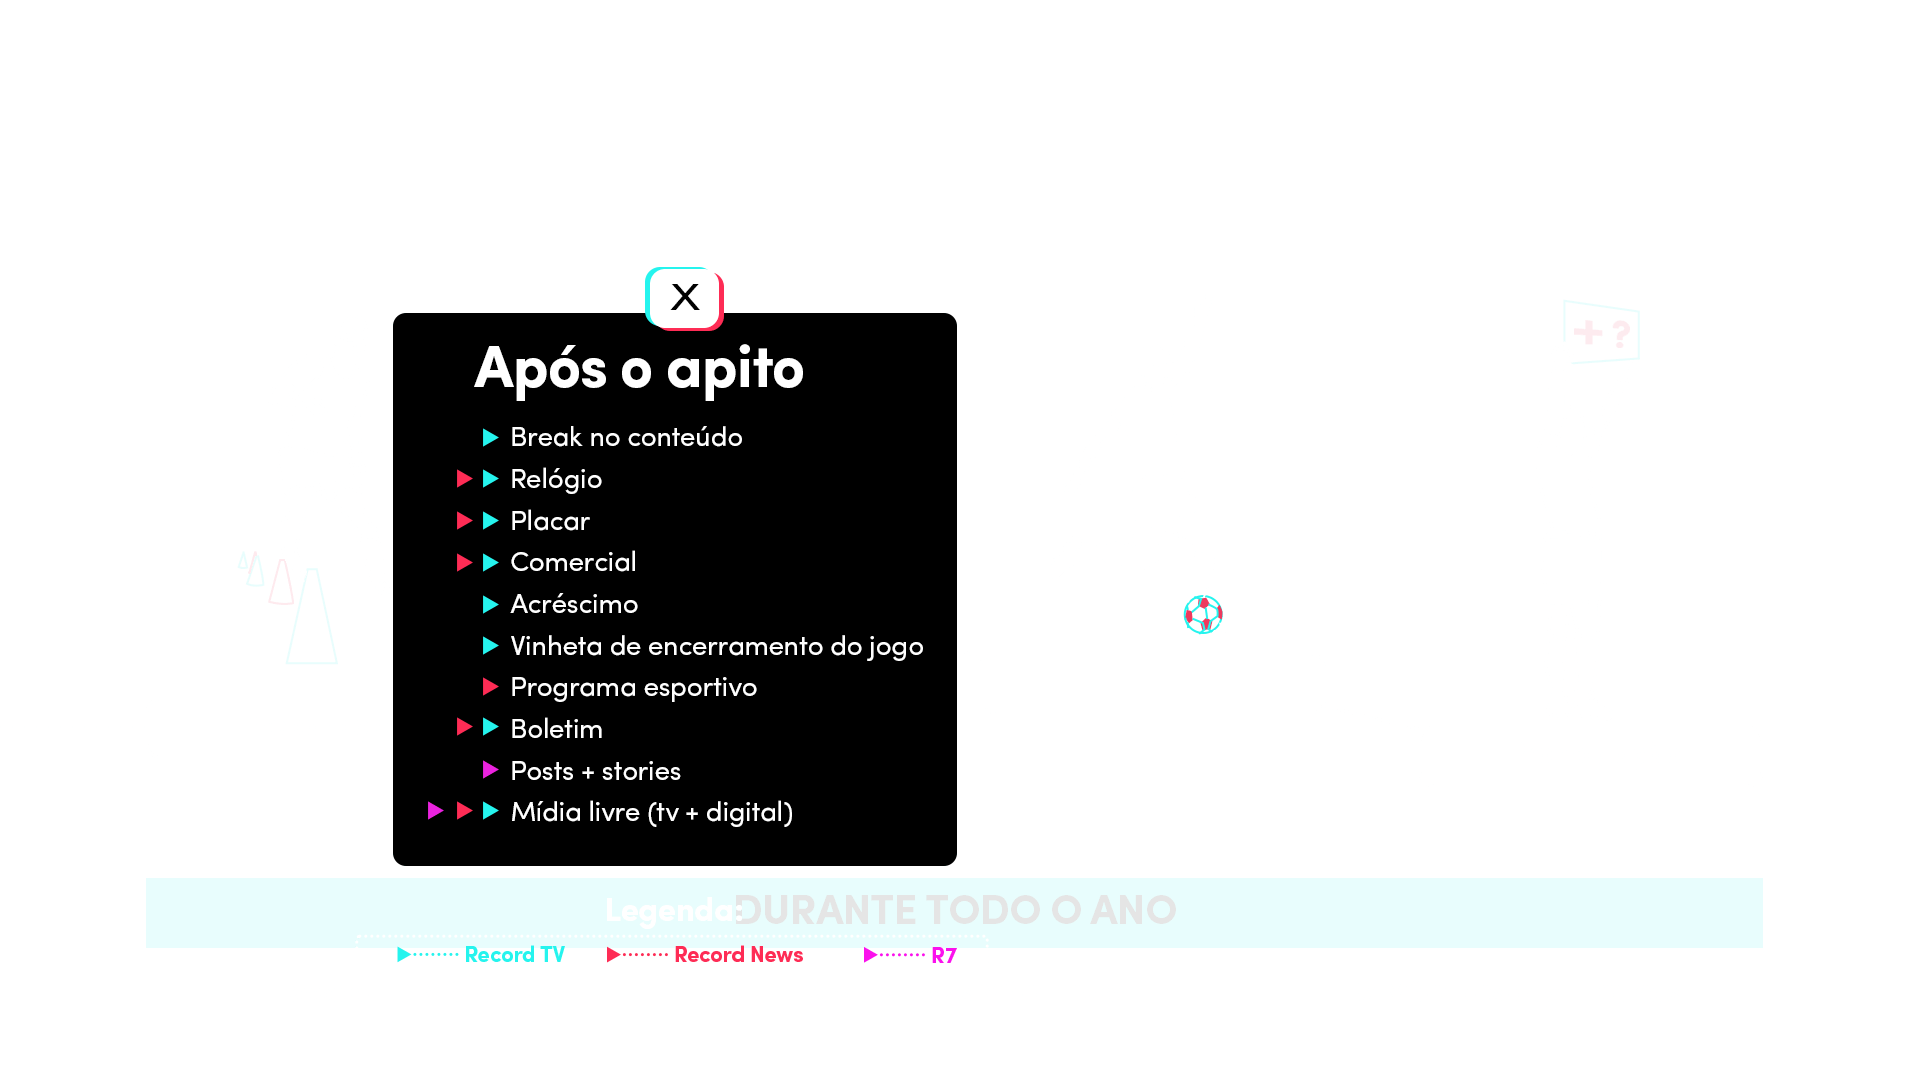 + ?
X
Após o apito
Break no conteúdo
Relógio
Placar
Comercial
Acréscimo
Vinheta de encerramento do jogo
Programa esportivo
Boletim
Posts + stories
Mídia livre (tv + digital)
Legenda:
DURANTE TODO O ANO
Record TV
Record News
R7